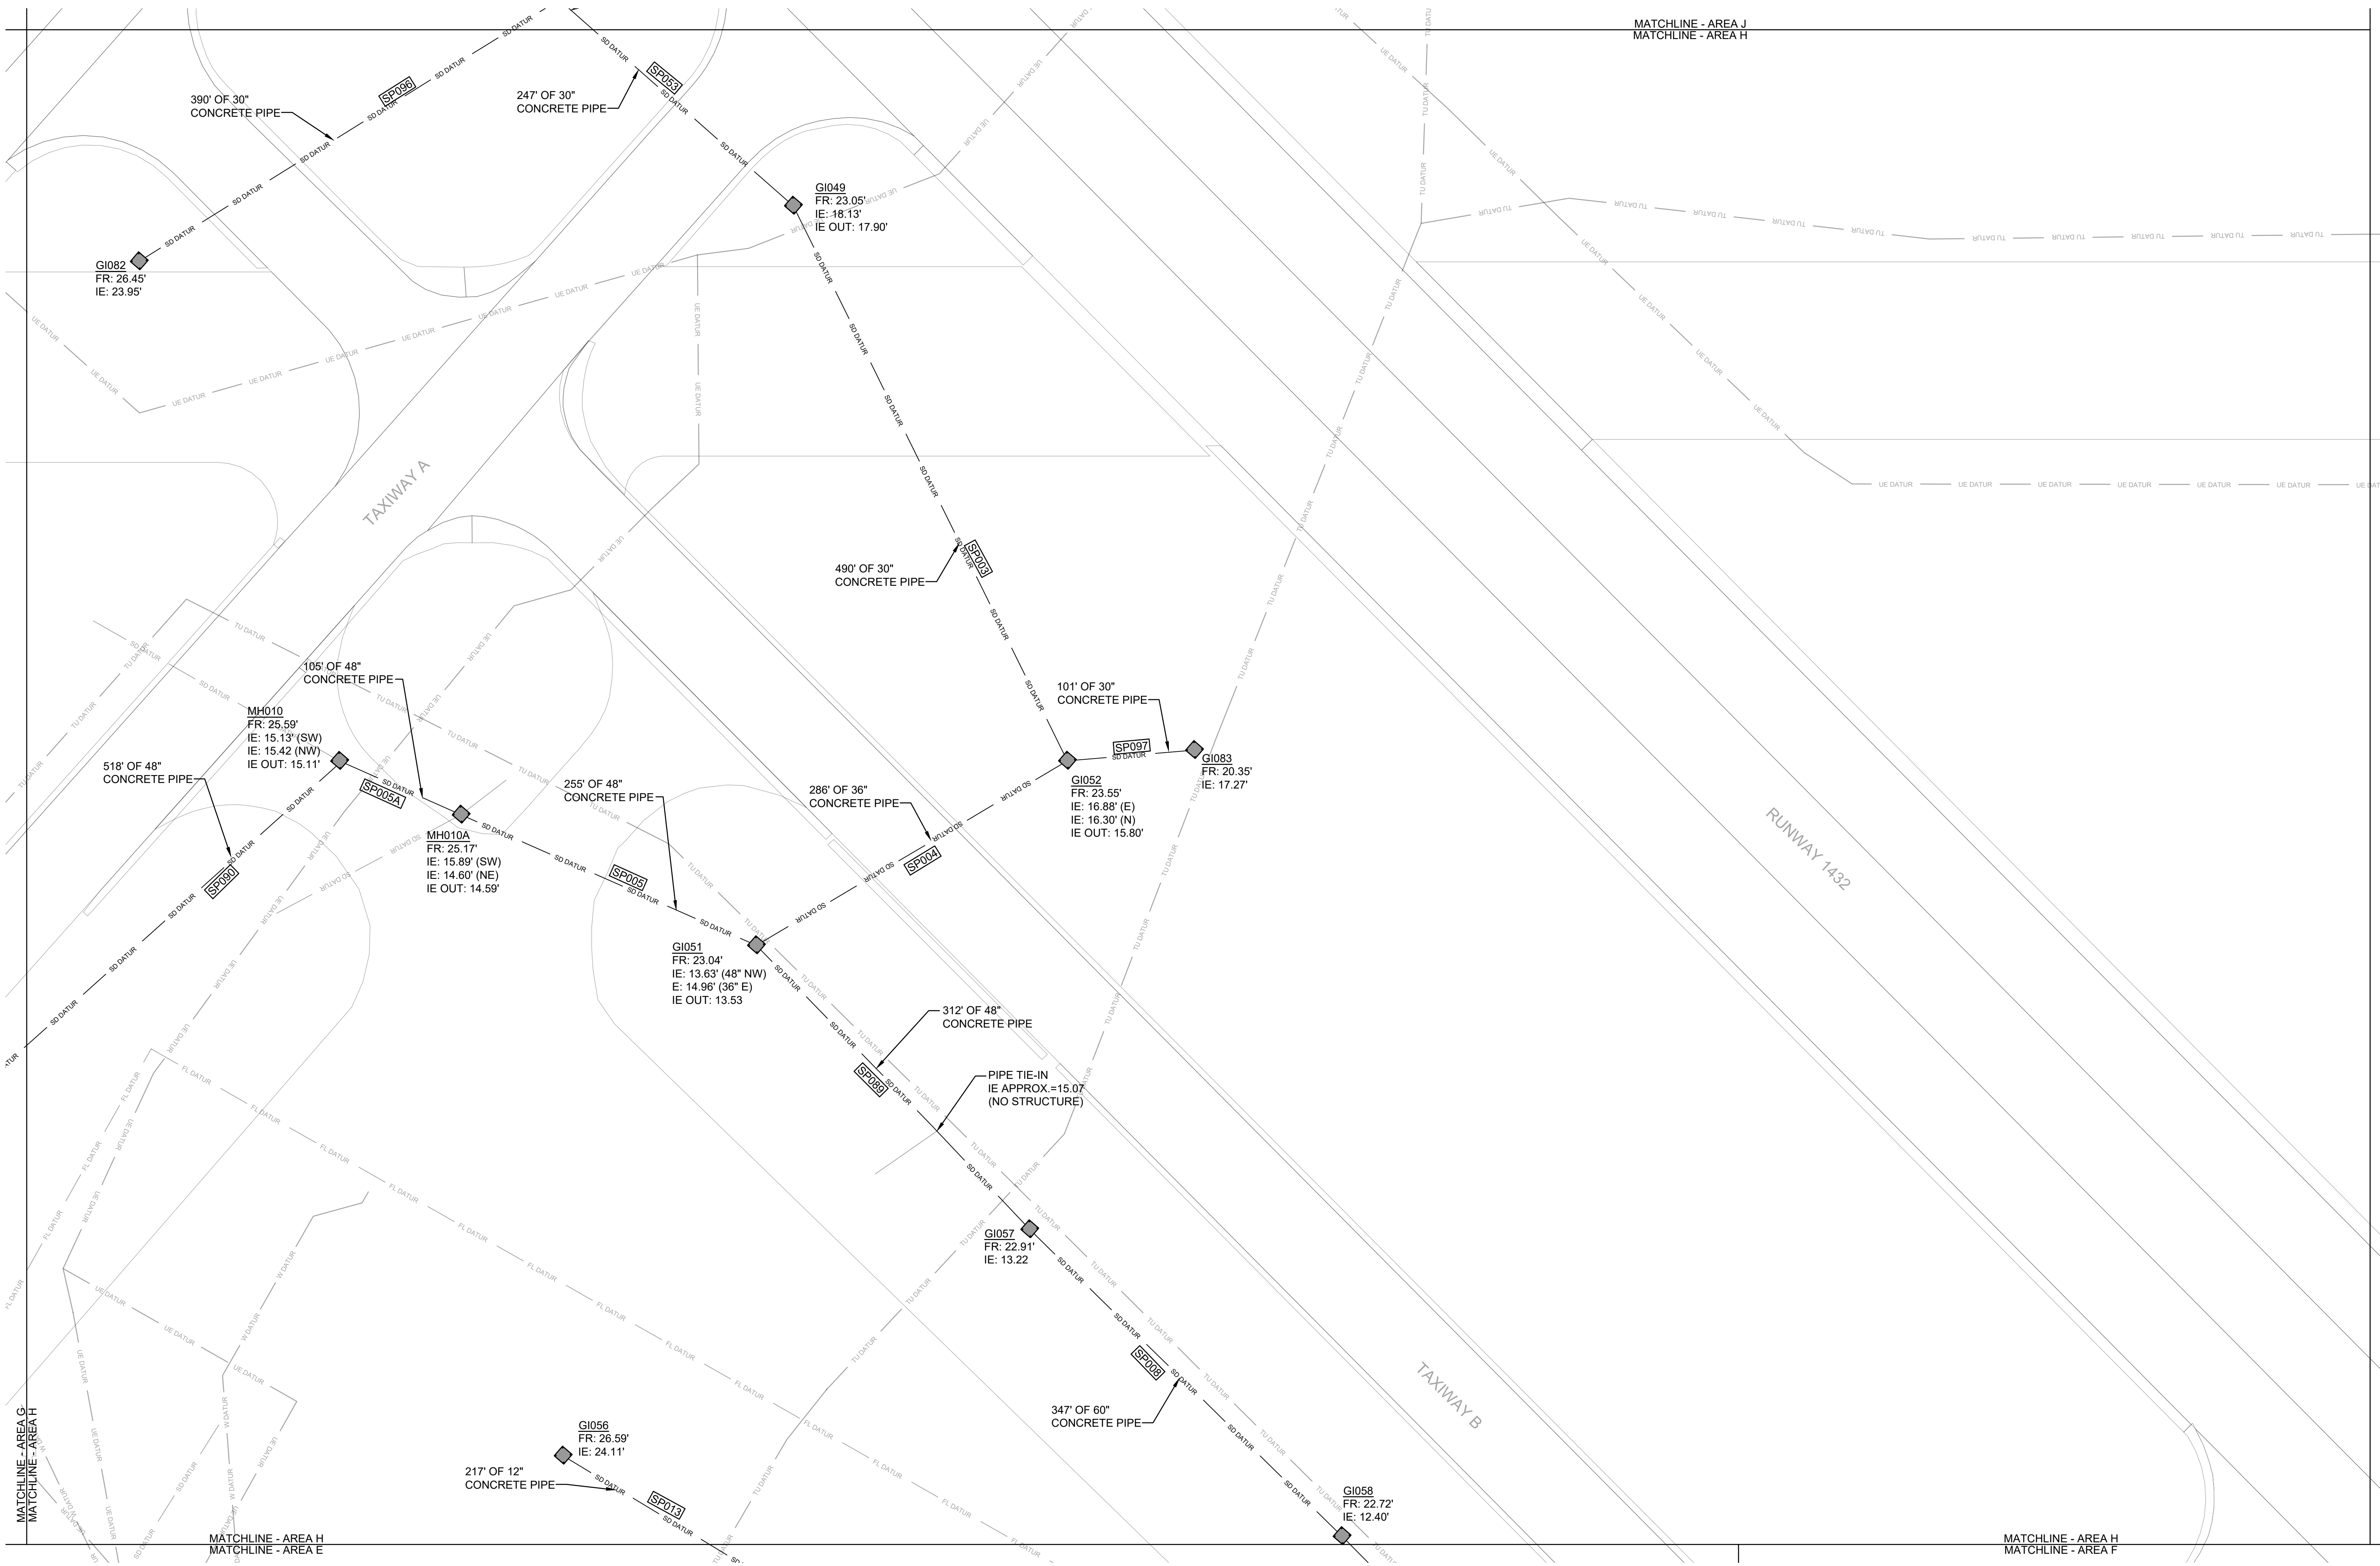 MATCHLINE - AREA J
MATCHLINE - AREA H
SP096
390' OF 30"
CONCRETE PIPE
247' OF 30"
CONCRETE PIPE
SP053
SD DATUR
UE DATUR
TU DATUR
GI049
FR: 23.05'
IE: 18.13'
IE OUT: 17.90'
GI082
FR: 26.45'
IE: 23.95'
TAXIWAY A
490' OF 30"
CONCRETE PIPE
SP003
105' OF 48"
CONCRETE PIPE
101' OF 30"
CONCRETE PIPE
MH010
FR: 25.59'
IE: 15.13' (SW)
IE: 15.42 (NW)
IE OUT: 15.11'
518' OF 48"
CONCRETE PIPE
SP005A
SP097
GI083
FR: 20.35'
IE: 17.27'
GI052
FR: 23.55'
IE: 16.88' (E)
IE: 16.30' (N)
IE OUT: 15.80'
255' OF 48"
CONCRETE PIPE
286' OF 36"
CONCRETE PIPE
RUNWAY 1432
MH010A
FR: 25.17'
IE: 15.89' (SW)
IE: 14.60' (NE)
IE OUT: 14.59'
SP090
SP005
SP004
GI051
FR: 23.04'
IE: 13.63' (48" NW)
E: 14.96' (36" E)
IE OUT: 13.53
312' OF 48"
CONCRETE PIPE
SP089
PIPE TIE-IN
IE APPROX.=15.07
(NO STRUCTURE)
FL DATUR
W DATUR
GI057
FR: 22.91'
IE: 13.22
SP008
347' OF 60"
CONCRETE PIPE
TAXIWAY B
GI056
FR: 26.59'
IE: 24.11'
217' OF 12"
CONCRETE PIPE
SP013
GI058
FR: 22.72'
IE: 12.40'
MATCHLINE - AREA G
MATCHLINE - AREA H
MATCHLINE - AREA H
MATCHLINE - AREA E
MATCHLINE - AREA H
MATCHLINE - AREA F